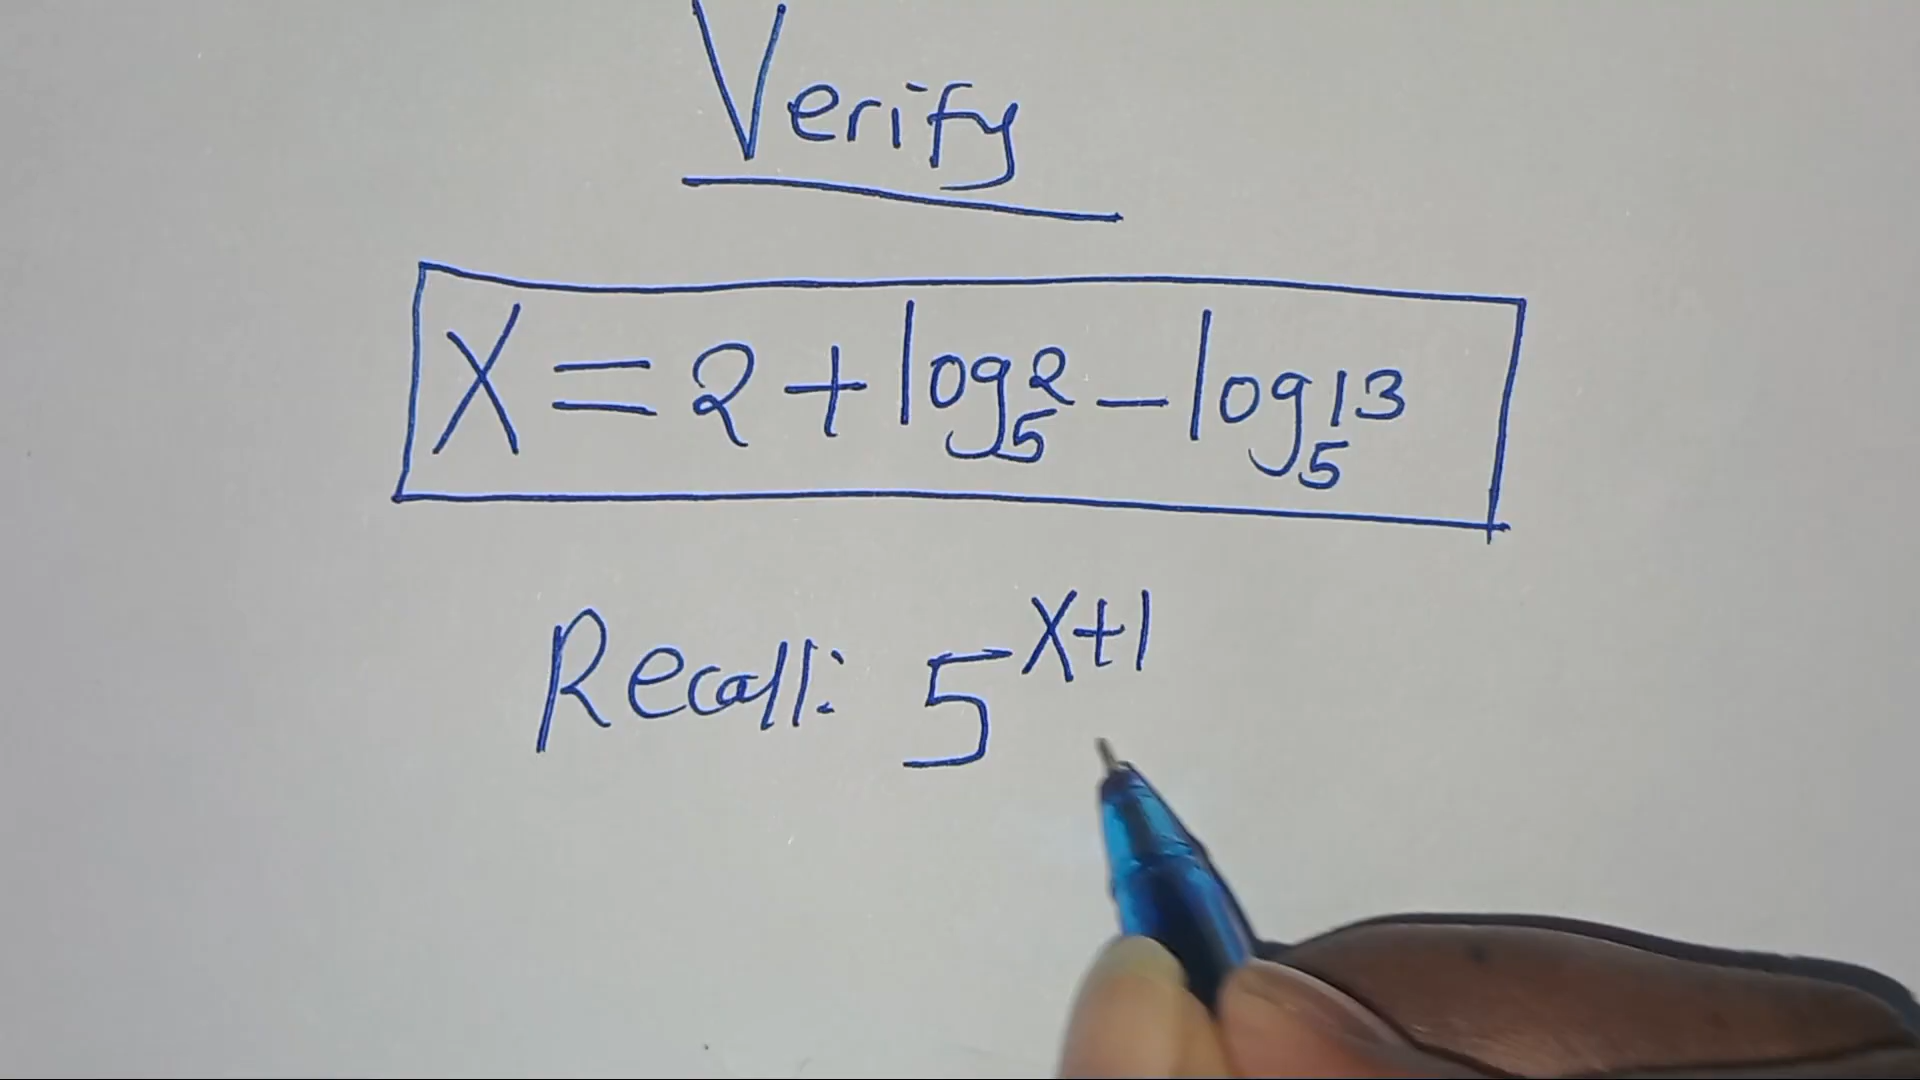 Verify
X = 2 + log₅2 − log₅13
Recall: 5^(X+1)